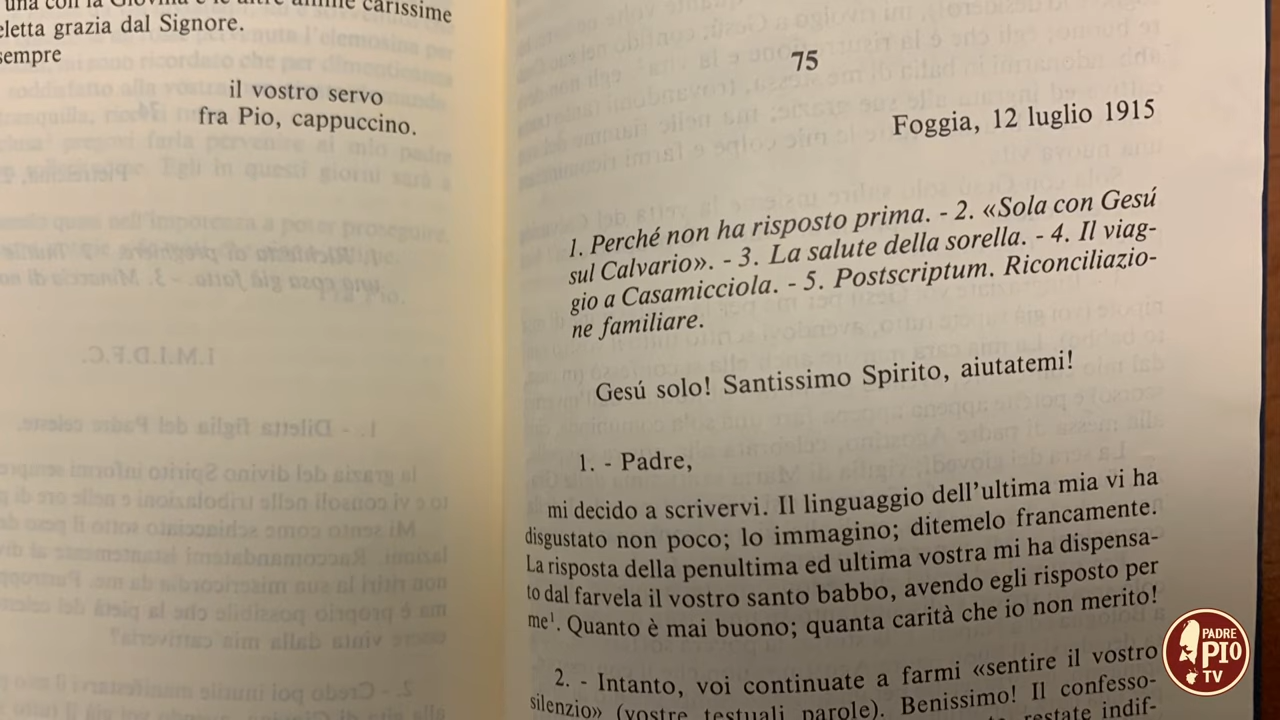 una con la Giovina e le altre anime carissime
eletta grazia dal Signore.
sempre
il vostro servo
fra Pio, cappuccino.
75
Foggia, 12 luglio 1915
1. Perché non ha risposto prima. - 2. «Sola con Gesú
sul Calvario». - 3. La salute della sorella. - 4. Il viag-
gio a Casamicciola. - 5. Postscriptum. Riconciliazio-
ne familiare.
Gesú solo! Santissimo Spirito, aiutatemi!
1. - Padre,
mi decido a scrivervi. Il linguaggio dell'ultima mia vi ha
disgustato non poco; lo immagino; ditemelo francamente.
La risposta della penultima ed ultima vostra mi ha dispensa-
to dal farvela il vostro santo babbo, avendo egli risposto per
me¹. Quanto è mai buono; quanta carità che io non merito!
2. - Intanto, voi continuate a farmi «sentire il vostro
silenzio» (vostre testuali parole). Benissimo! Il confesso-
restate indif-
PADRE
PIO
TV